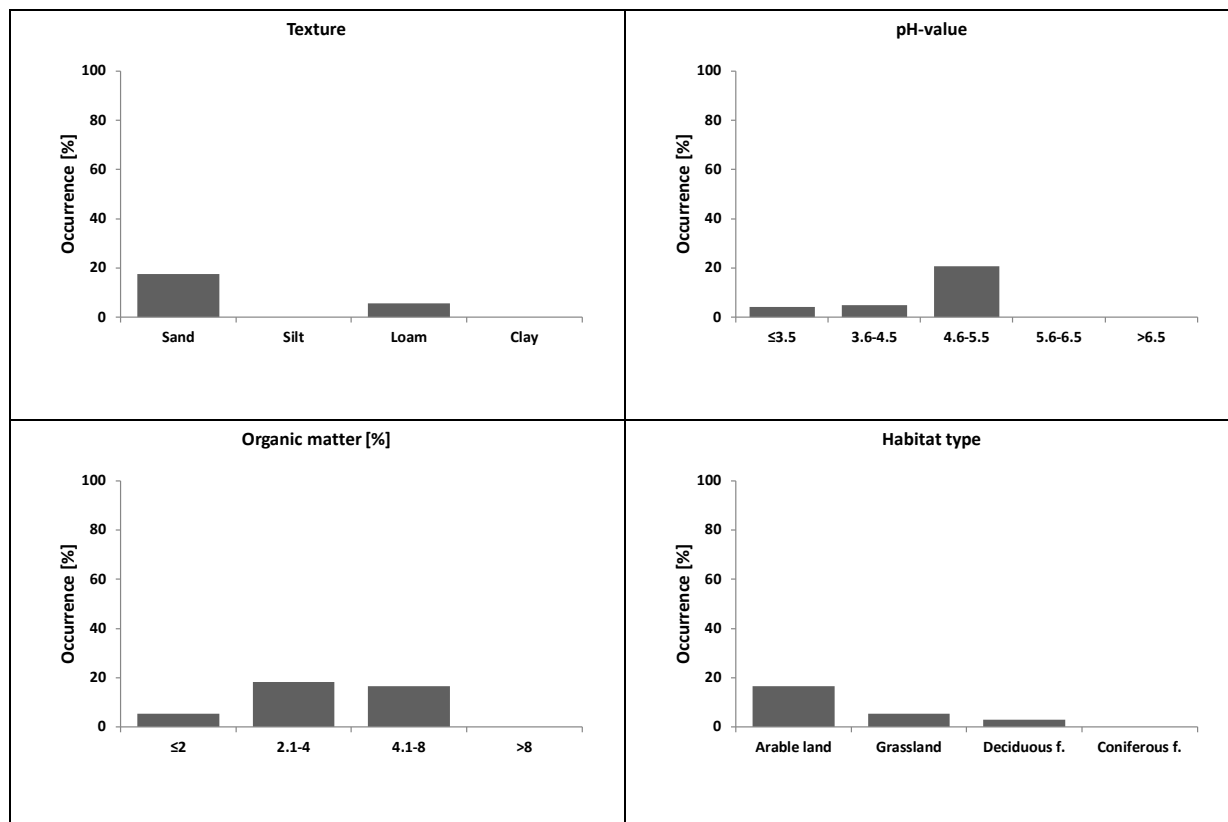 Texture
Occurrence [%]
100
80
60
40
20
0
Sand Silt Loam Clay
pH-value
Occurrence [%]
100
80
60
40
20
0
≤3.5 3.6-4.5 4.6-5.5 5.6-6.5 >6.5
Organic matter [%]
Occurrence [%]
100
80
60
40
20
0
≤2 2.1-4 4.1-8 >8
Habitat type
Occurrence [%]
100
80
60
40
20
0
Arable land Grassland Deciduous f. Coniferous f.